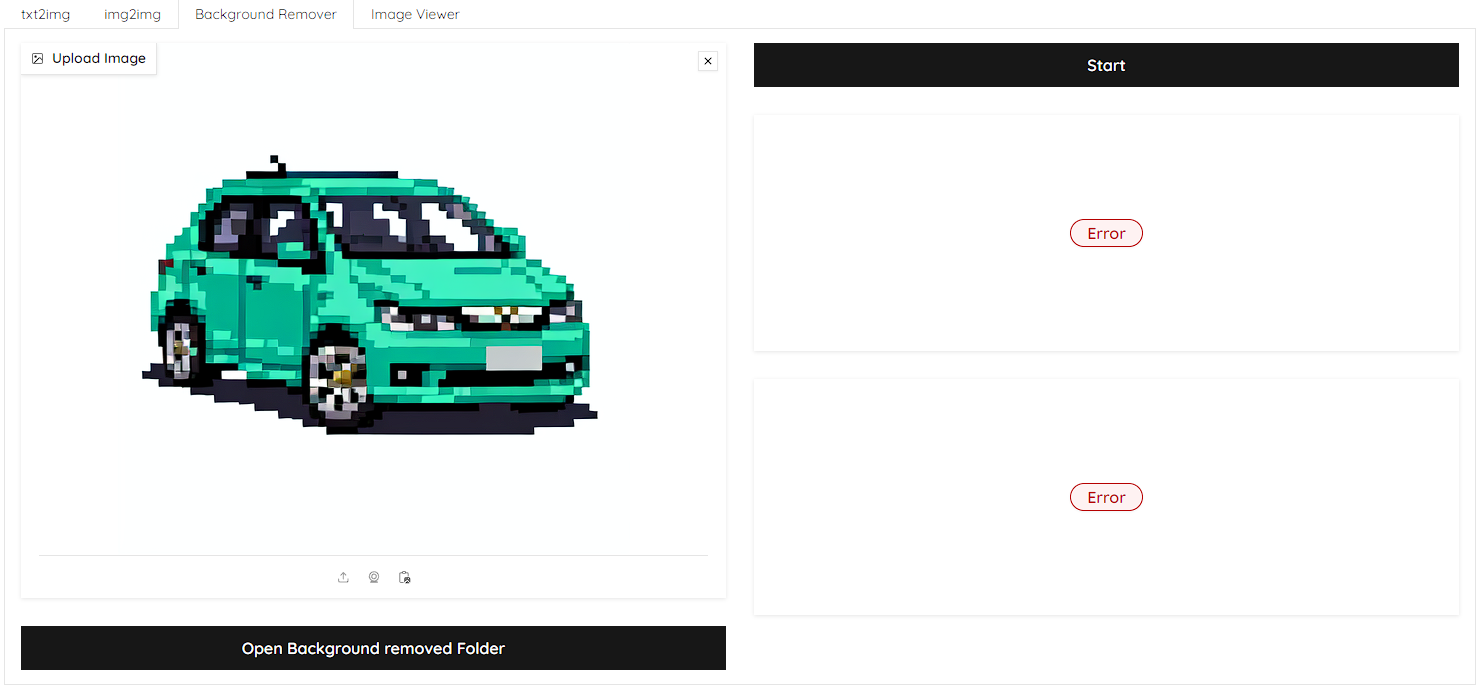 txt2img
img2img
Background Remover
Image Viewer
Upload Image
Start
Error
Error
Open Background removed Folder